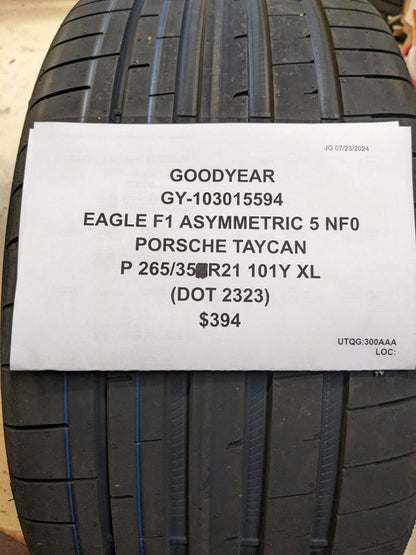 JG 07/23/2024
GOODYEAR
GY-103015594
EAGLE F1 ASYMMETRIC 5 NF0
PORSCHE TAYCAN
P 265/35 R21 101Y XL
(DOT 2323)
$394
UTQG:300AAA
LOC: